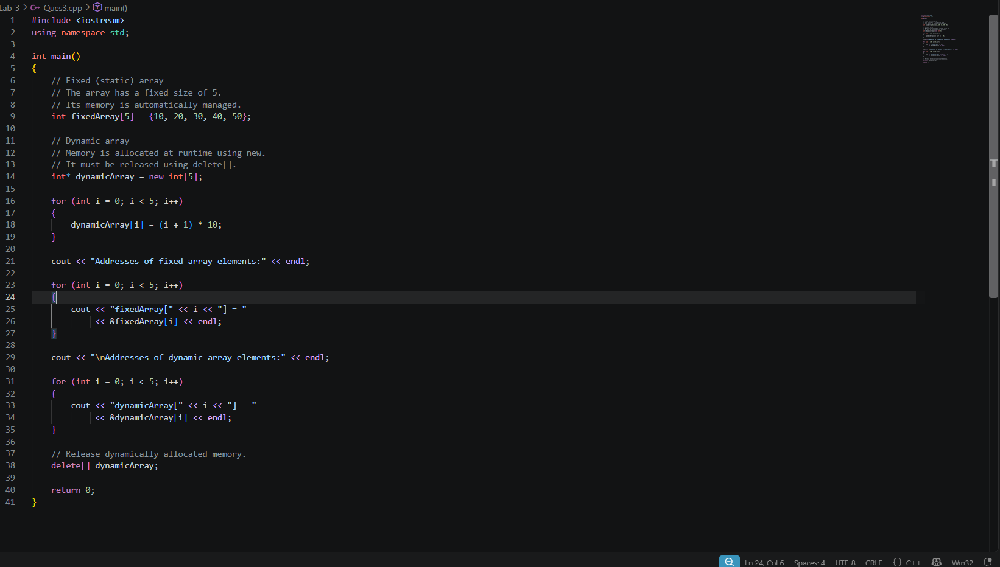 Lab_3 > C++ Ques3.cpp > main()
1 #include <iostream>
2 using namespace std;
3
4 int main()
5 {
6 // Fixed (static) array
7 // The array has a fixed size of 5.
8 // Its memory is automatically managed.
9 int fixedArray[5] = {10, 20, 30, 40, 50};
10
11 // Dynamic array
12 // Memory is allocated at runtime using new.
13 // It must be released using delete[].
14 int* dynamicArray = new int[5];
15
16 for (int i = 0; i < 5; i++)
17 {
18 dynamicArray[i] = (i + 1) * 10;
19 }
20
21 cout << "Addresses of fixed array elements:" << endl;
22
23 for (int i = 0; i < 5; i++)
24 {
25 cout << "fixedArray[" << i << "] = "
26 << &fixedArray[i] << endl;
27 }
28
29 cout << "\nAddresses of dynamic array elements:" << endl;
30
31 for (int i = 0; i < 5; i++)
32 {
33 cout << "dynamicArray[" << i << "] = "
34 << &dynamicArray[i] << endl;
35 }
36
37 // Release dynamically allocated memory.
38 delete[] dynamicArray;
39
40 return 0;
41 }
Ln 24, Col 6 Spaces: 4 UTF-8 CRLF {} C++ Win32